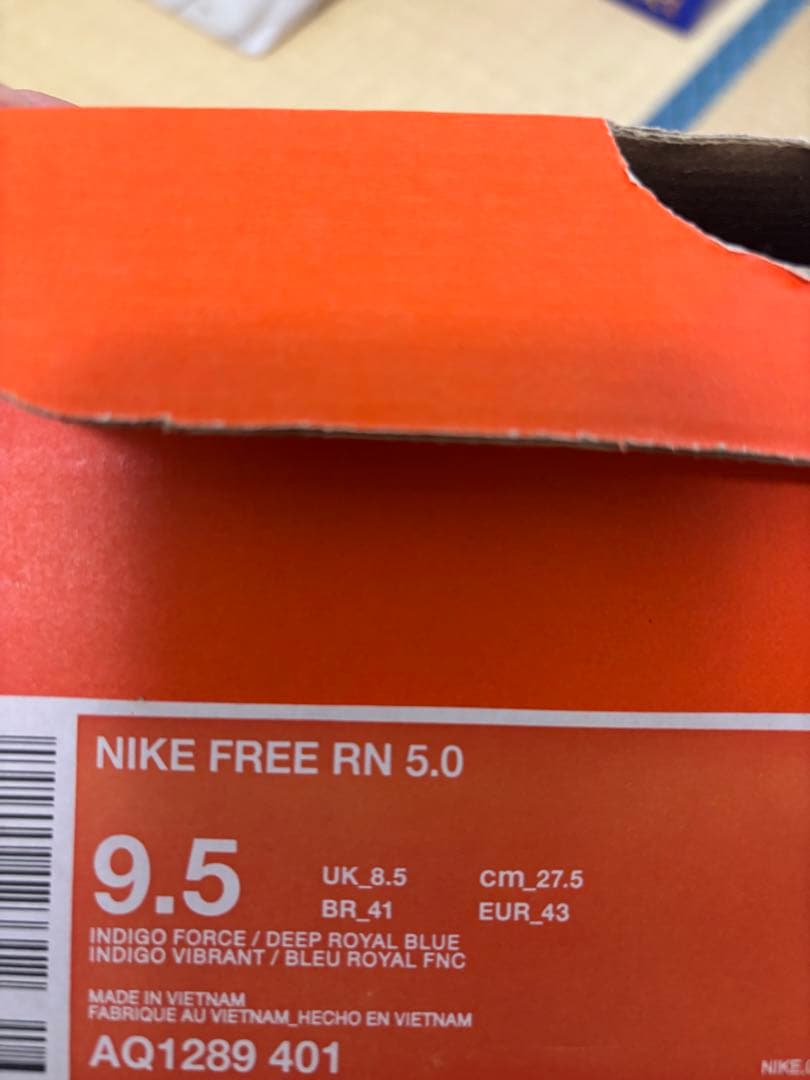 NIKE FREE RN 5.0
9.5 UK_8.5 cm_27.5
BR_41 EUR_43
INDIGO FORCE / DEEP ROYAL BLUE
INDIGO VIBRANT / BLEU ROYAL FNC
MADE IN VIETNAM
FABRIQUE AU VIETNAM_HECHO EN VIETNAM
AQ1289 401
NIKE.